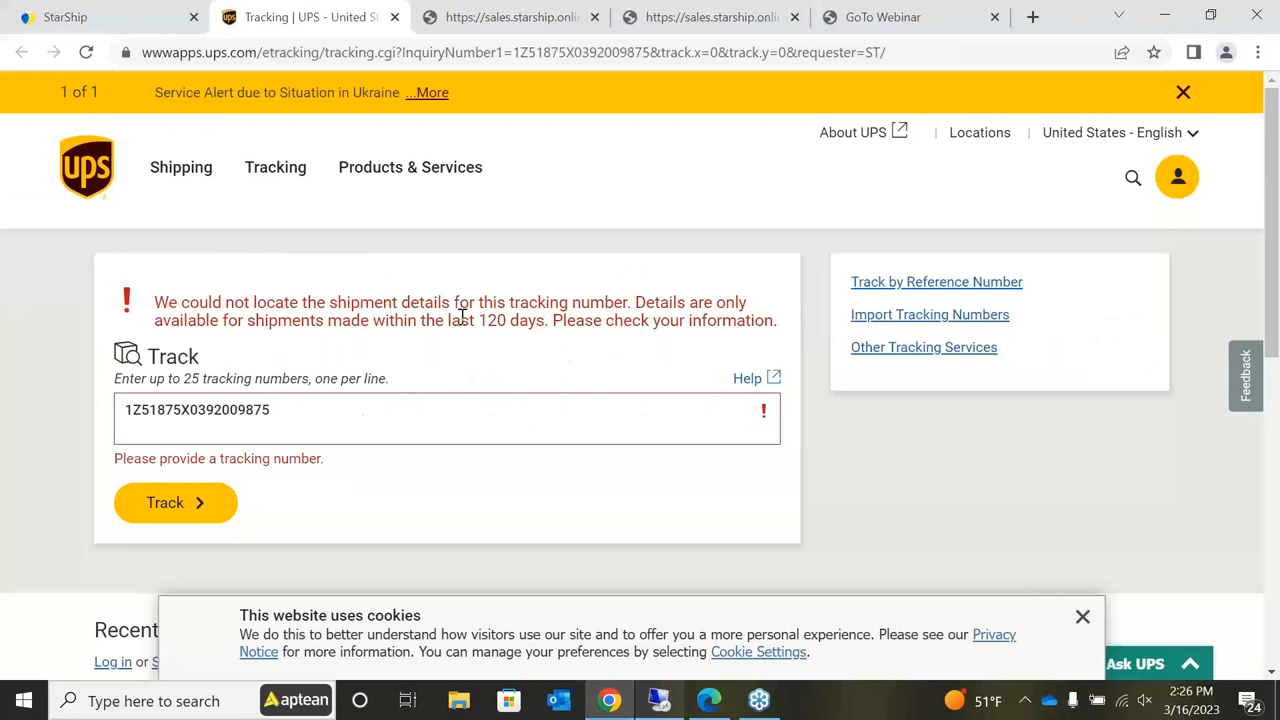 StarShip
Tracking | UPS - United St
https://sales.starship.onli
https://sales.starship.onli
GoTo Webinar
wwwapps.ups.com/etracking/tracking.cgi?InquiryNumber1=1Z51875X0392009875&track.x=0&track.y=0&requester=ST/
1 of 1
Service Alert due to Situation in Ukraine ...More
About UPS
Locations
United States - English
ups
Shipping
Tracking
Products & Services
We could not locate the shipment details for this tracking number. Details are only
available for shipments made within the last 120 days. Please check your information.
Track
Enter up to 25 tracking numbers, one per line.
Help
1Z51875X0392009875
Please provide a tracking number.
Track
Track by Reference Number
Import Tracking Numbers
Other Tracking Services
Feedback
Recent
Log in or S
This website uses cookies
We do this to better understand how visitors use our site and to offer you a more personal experience. Please see our Privacy
Notice for more information. You can manage your preferences by selecting Cookie Settings.
Ask UPS
Type here to search
aptean
51°F
2:26 PM
3/16/2023
24